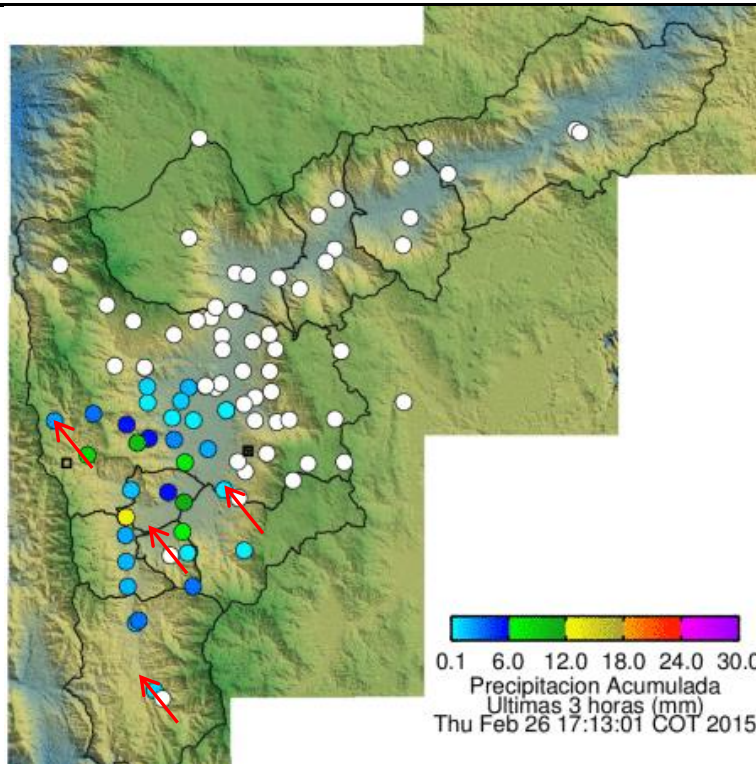 0.1 6.0 12.0 18.0 24.0 30.0
Precipitacion Acumulada
Ultimas 3 horas (mm)
Thu Feb 26 17:13:01 COT 2015